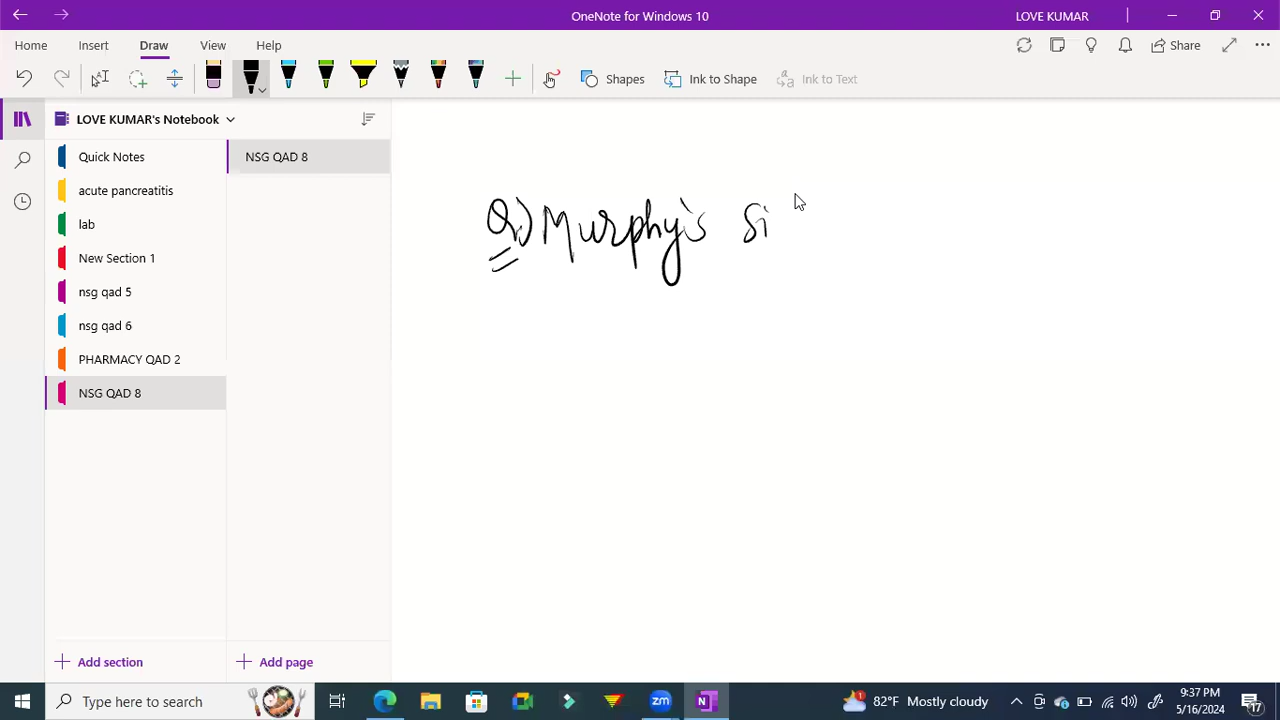 OneNote for Windows 10
LOVE KUMAR
Home Insert Draw View Help
Share
Shapes Ink to Shape Ink to Text
LOVE KUMAR's Notebook
Quick Notes
acute pancreatitis
lab
New Section 1
nsg qad 5
nsg qad 6
PHARMACY QAD 2
NSG QAD 8
Add section
NSG QAD 8
Add page
Q.) Murphy's Si
Type here to search
zm
N
1
82°F Mostly cloudy
9:37 PM
5/16/2024
17